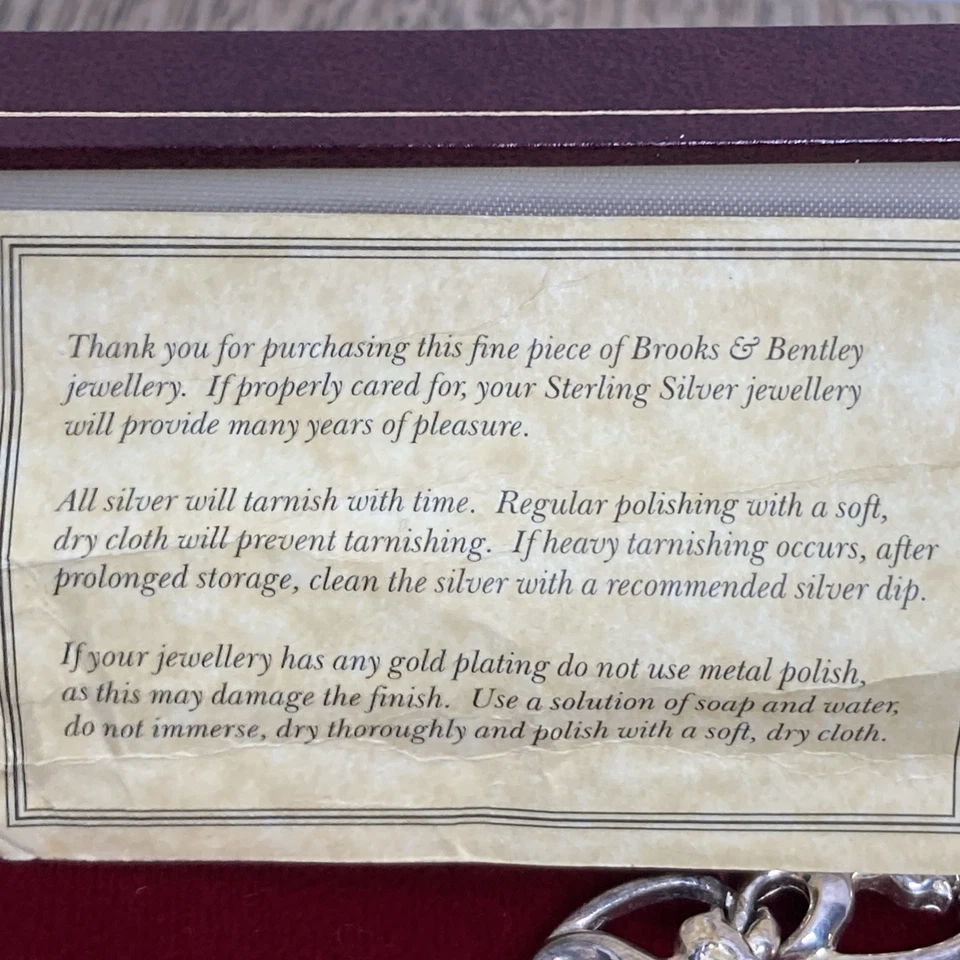 Thank you for purchasing this fine piece of Brooks & Bentley
jewellery. If properly cared for, your Sterling Silver jewellery
will provide many years of pleasure.
All silver will tarnish with time. Regular polishing with a soft,
dry cloth will prevent tarnishing. If heavy tarnishing occurs, after
prolonged storage, clean the silver with a recommended silver dip.
If your jewellery has any gold plating do not use metal polish,
as this may damage the finish. Use a solution of soap and water,
do not immerse, dry thoroughly and polish with a soft, dry cloth.